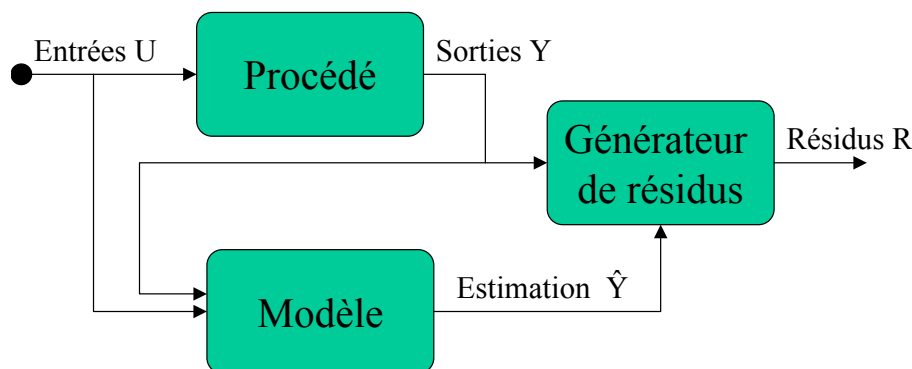 Entrées U
Procédé
Sorties Y
Générateur
de résidus
Résidus R
Modèle
Estimation Ŷ